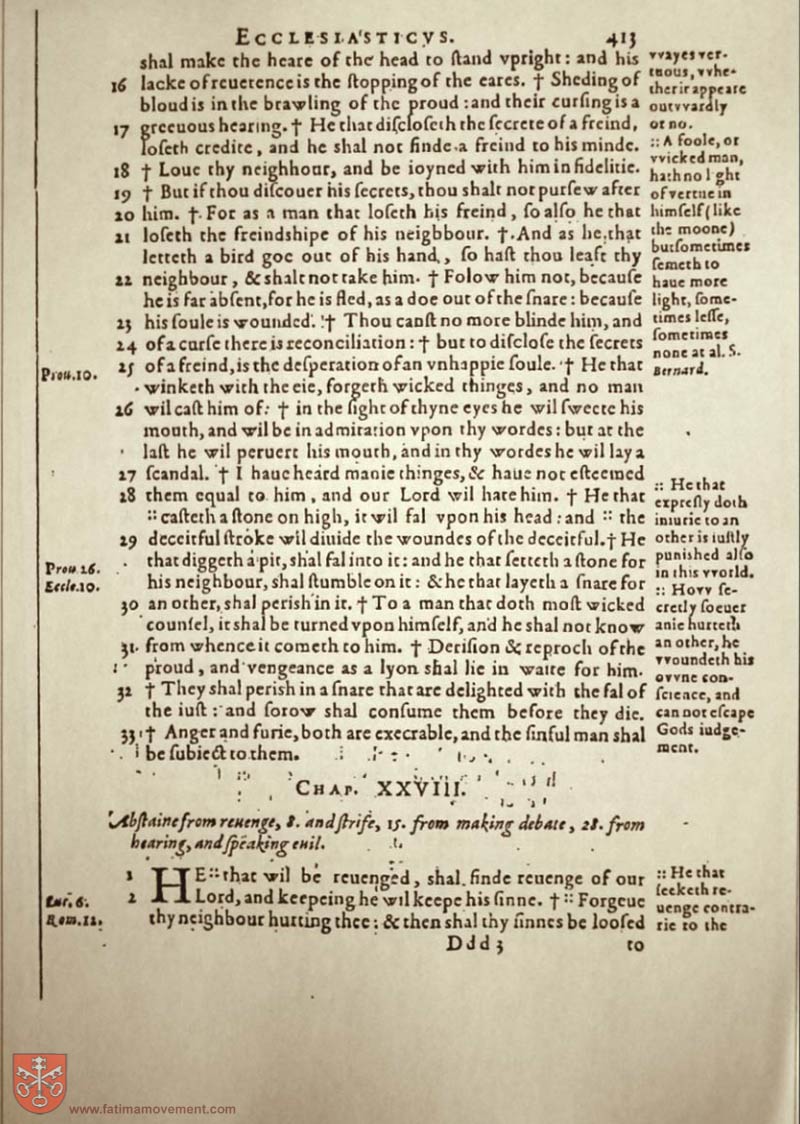 ECCLESIASTICVS. 413
shal make the heare of the head to ſtand vpright: and his
16 lacke of reuerence is the ſtopping of the eares. † Sheding of
bloud is in the brawling of the proud: and their curſing is a
17 greeuous hearing. † He that diſcloſeth the ſecrete of a freind,
loſeth credite, and he shal not finde a freind to his minde.
18 † Loue thy neighhour, and be ioyned with him in fidelitie.
19 † But if thou diſcouer his ſecrets, thou shalt not purſew after
20 him. † For as a man that loſeth his freind, ſo alſo he that
21 loſeth the freindshipe of his neigbbour. † And as he that
letteth a bird goe out of his hand, ſo haſt thou leaft thy
22 neighbour, & shalt not take him. † Folow him not, becauſe
he is far abſent, for he is fled, as a doe out of the ſnare: becauſe
23 his ſoule is wounded. † Thou canſt no more blinde him, and
24 of a curſe there is reconciliation: † but to diſcloſe the ſecrets
25 of a freind, is the deſperation of an vnhappie ſoule. † He that
winketh with the eie, forgeth wicked thinges, and no man
26 wil caſt him of: † in the ſight of thyne eyes he wil ſweete his
mouth, and wil be in admiration vpon thy wordes: but at the
laſt he wil peruert his mouth, and in thy wordes he wil lay a
27 ſcandal. † I haue heard manie thinges, & haue not eſteemed
28 them equal to him, and our Lord wil hate him. † He that
:: caſteth a ſtone on high, it wil fal vpon his head: and :: the
29 deceitful ſtroke wil diuide the woundes of the deceitful. † He
that diggeth a pit, shal fal into it: and he that ſetteth a ſtone for
his neighbour, shal ſtumble on it: & he that layeth a ſnare for
30 an other, shal perish in it. † To a man that doth moſt wicked
counſel, it shal be turned vpon himſelf, and he shal not know
31 from whence it cometh to him. † Deriſion & reproch of the
proud, and vengeance as a lyon shal lie in waite for him.
32 † They shal perish in a ſnare that are delighted with the fal of
the iuſt: and ſorow shal conſume them before they die.
33 † Anger and furie, both are execrable, and the ſinful man shal
be ſubiect to them.
CHAP. XXVIII.
Abſtaine from reuenge, 8. and ſtrife, 15. from making debate, 28. from
hearing, and ſpeaking euil.
1 HE :: that wil be reuenged, shal finde reuenge of our
2 Lord, and keepeing he wil keepe his ſinne. † :: Forgeue
thy neighbour hurting thee: & then shal thy ſinnes be looſed
Ddd 3 to
Prou. 10.
Prou. 26.
Eccle. 10.
Eccl. 6.
Rom. 12.
vvayes ver-
tuous, vvhe-
ther it appeare
outvvardly
or no.
:: A foole, or
vvicked man,
hath no light
of vertue in
himſelf (like
the moone)
but ſometimes
ſemeth to
haue more
light, ſome-
times leſſe,
ſometimes
none at al. S.
Bernard.
:: He that
expreſly doth
iniurie to an
other is iuſtly
punished alſo
in this vvorld.
:: Hovv ſe-
cretly ſoeuer
anie hurteth
an other, he
vvoundeth his
ovvne con-
ſcience, and
can not eſcape
Gods iudge-
ment.
:: He that
ſeeketh re-
uenge contra-
rie to the
www.fatimamovement.com